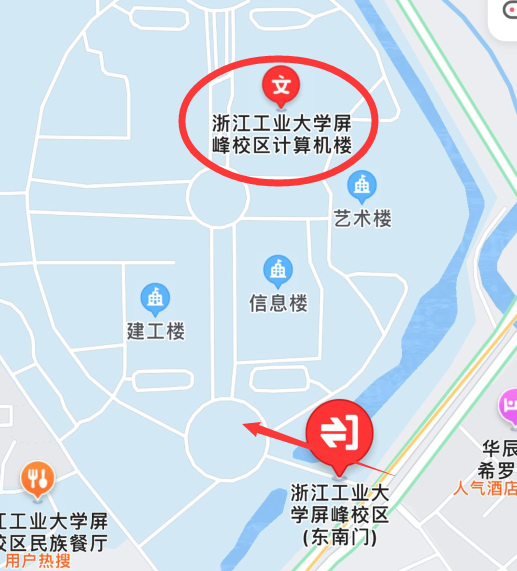 文
浙江工业大学屏
峰校区计算机楼
艺术楼
信息楼
建工楼
华辰
希罗
人气酒店
浙江工业大
学屏峰校区
(东南门)
江工业大学屏
校区民族餐厅
用户热搜